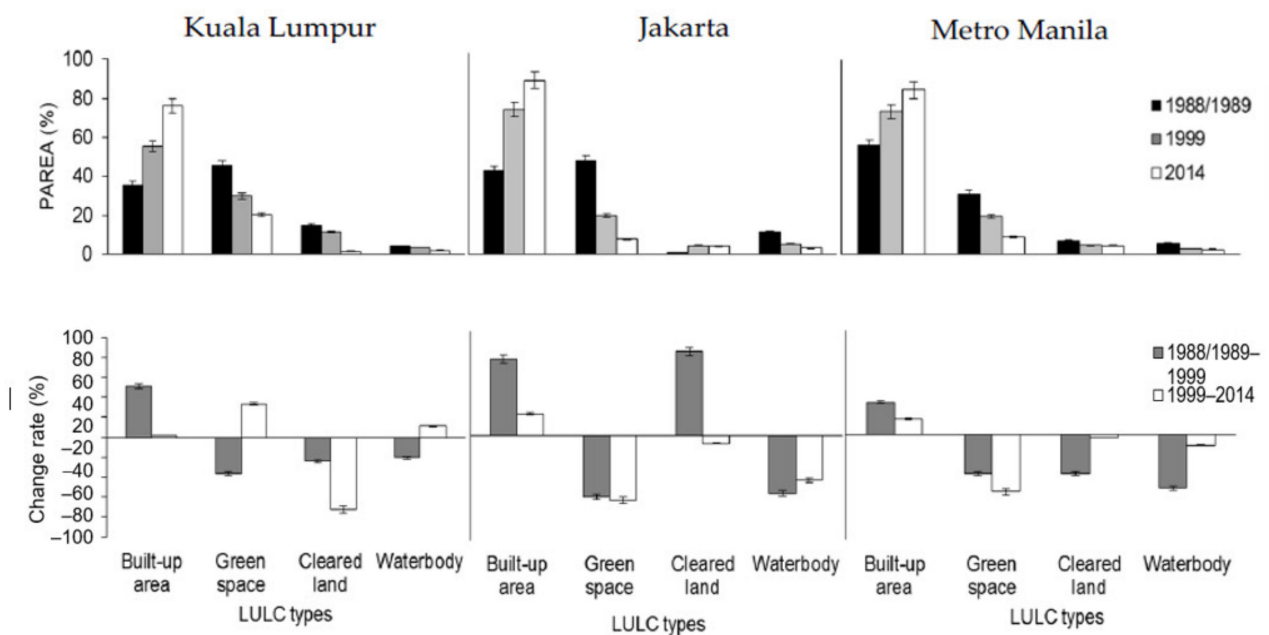 Kuala Lumpur
Jakarta
Metro Manila
PAREA (%)
100
80
60
40
20
0
1988/1989
1999
2014
Change rate (%)
100
80
60
40
20
–20
–40
–60
–80
–100
1988/1989–
1999
1999–2014
Built-up
area
Green
space
Cleared
land
Waterbody
LULC types
Built-up
area
Green
space
Cleared
land
Waterbody
LULC types
Built-up
area
Green
space
Cleared
land
Waterbody
LULC types